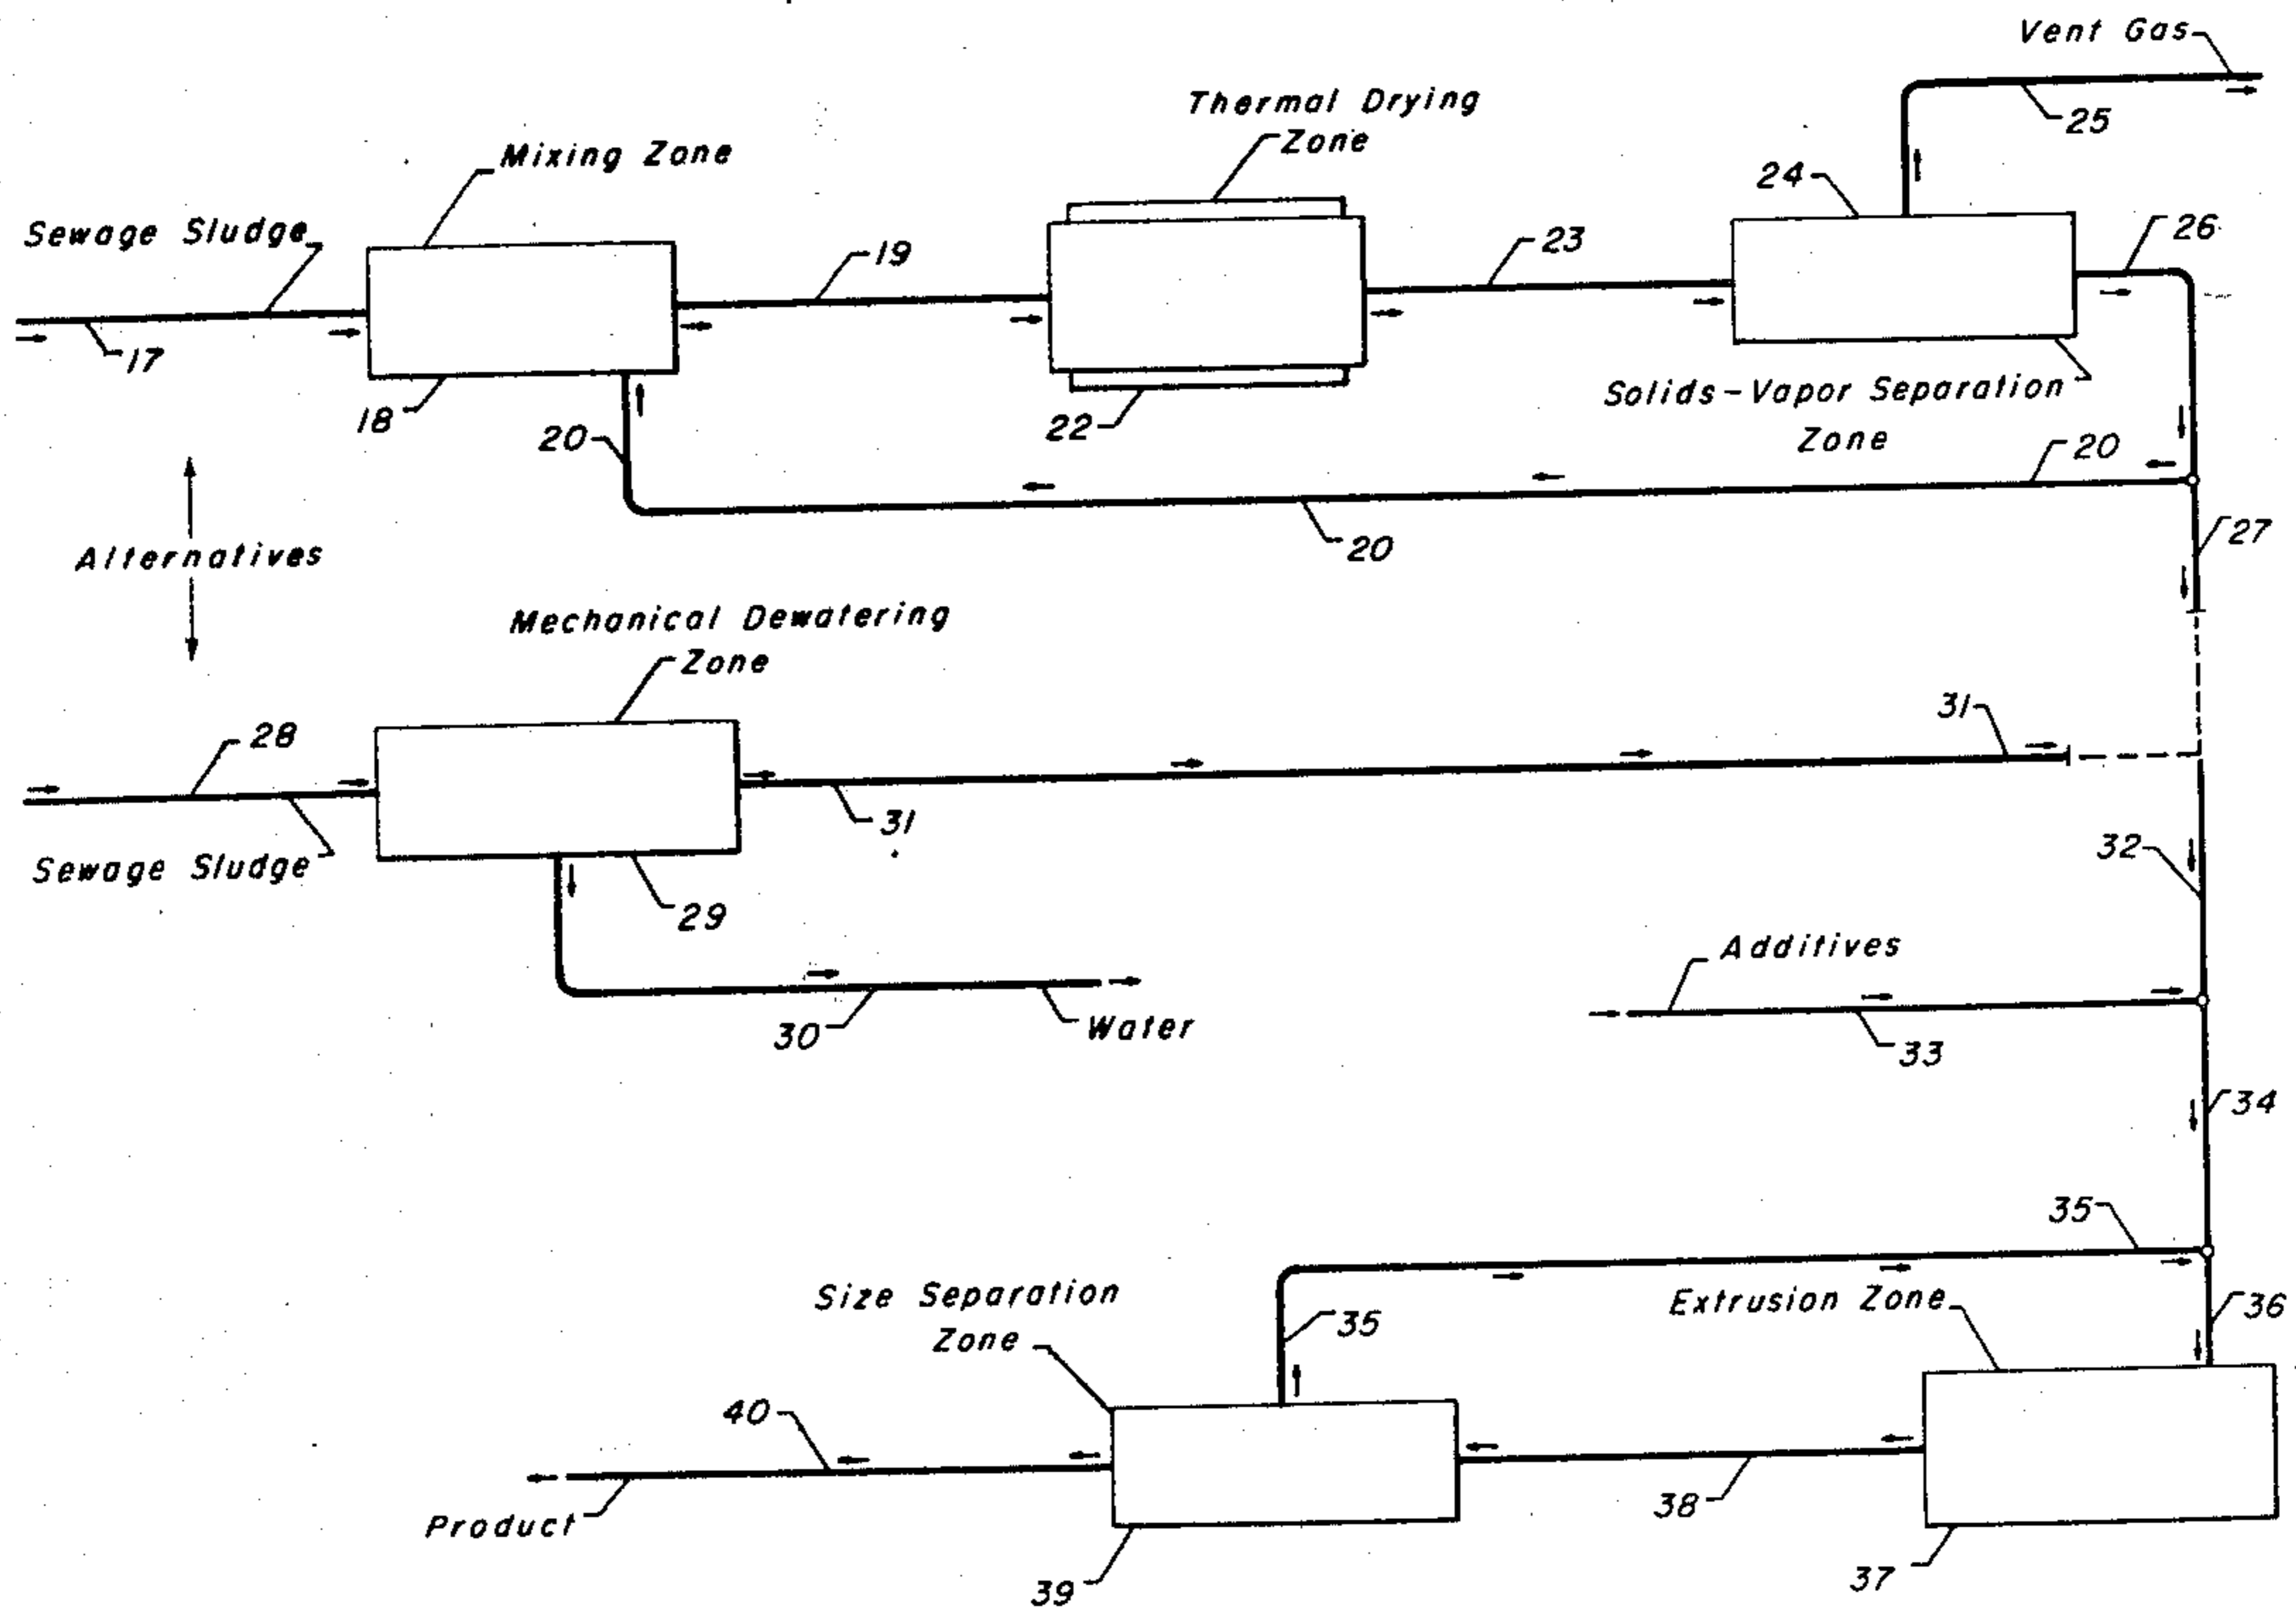 Vent Gas
25
Thermal Drying
Zone
Mixing Zone
24
26
Sewage Sludge
19
23
17
18
22
Solids-Vapor Separation
Zone
20
20
20
27
Alternatives
Mechanical Dewatering
Zone
28
31
31
Sewage Sludge
29
32
Additives
30
Water
33
34
35
Size Separation
Zone
35
Extrusion Zone
36
40
Product
38
39
37